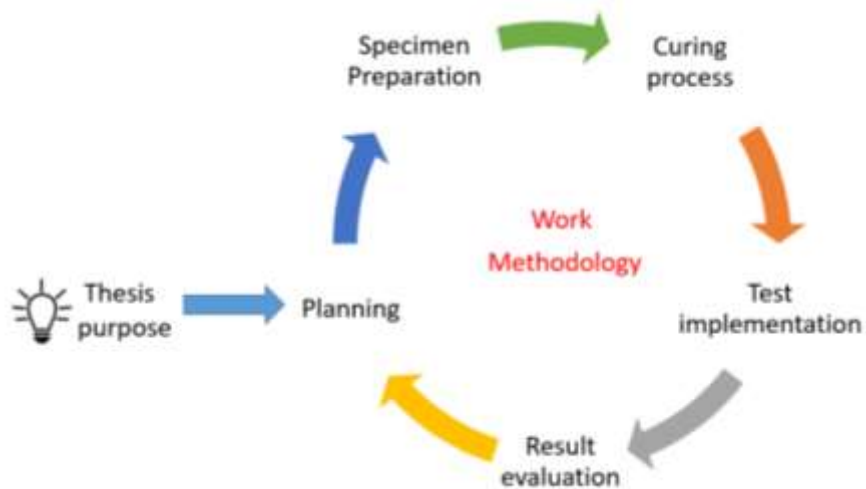 Specimen
Preparation
Curing
process
Work
Methodology
Thesis
purpose
Planning
Test
implementation
Result
evaluation